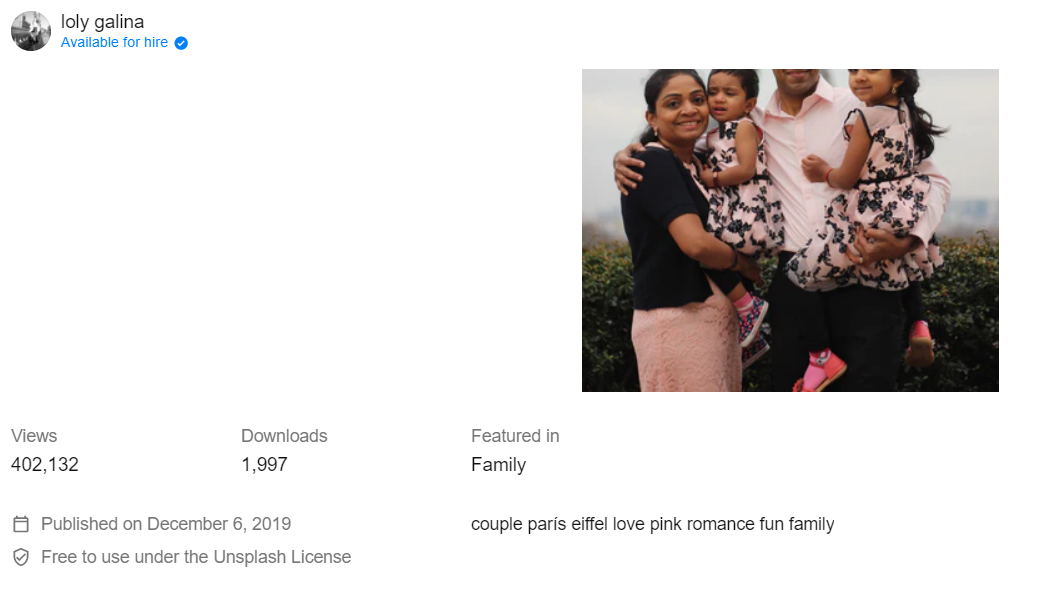 loly galina
Available for hire
Views
Downloads
Featured in
402,132
1,997
Family
Published on December 6, 2019
couple parís eiffel love pink romance fun family
Free to use under the Unsplash License